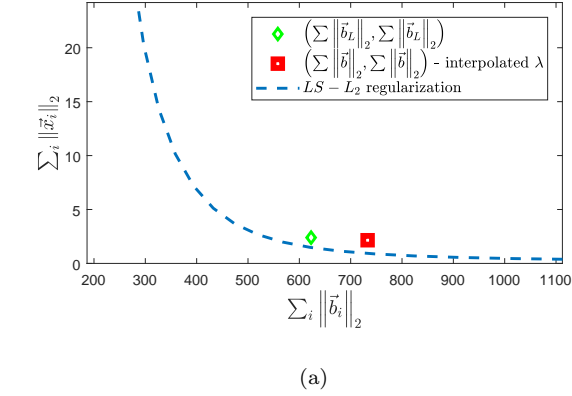 (∑ ‖b⃗_L‖₂, ∑ ‖b⃗_L‖₂)
(∑ ‖b⃗‖₂, ∑ ‖b⃗‖₂) - interpolated λ
LS − L₂ regularization
∑ᵢ ‖x⃗ᵢ‖₂
20
15
10
5
0
200 300 400 500 600 700 800 900 1000 1100
∑ᵢ ‖b⃗ᵢ‖₂
(a)